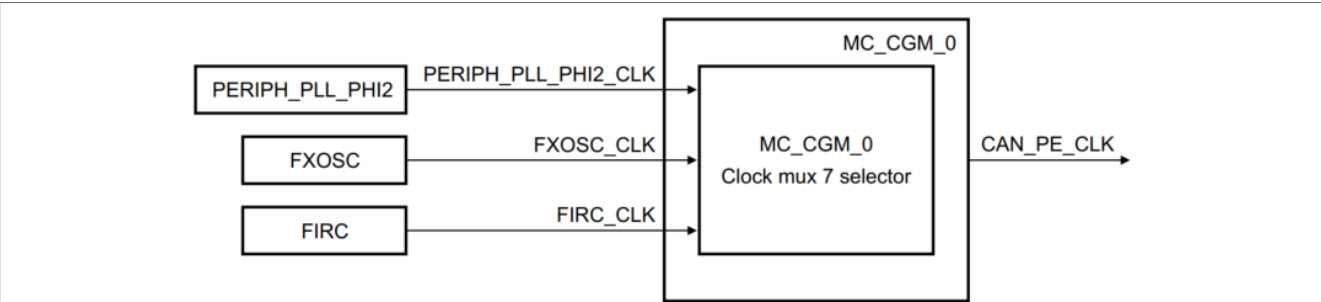 MC_CGM_0
PERIPH_PLL_PHI2
PERIPH_PLL_PHI2_CLK
FXOSC
FXOSC_CLK
MC_CGM_0
Clock mux 7 selector
CAN_PE_CLK
FIRC
FIRC_CLK